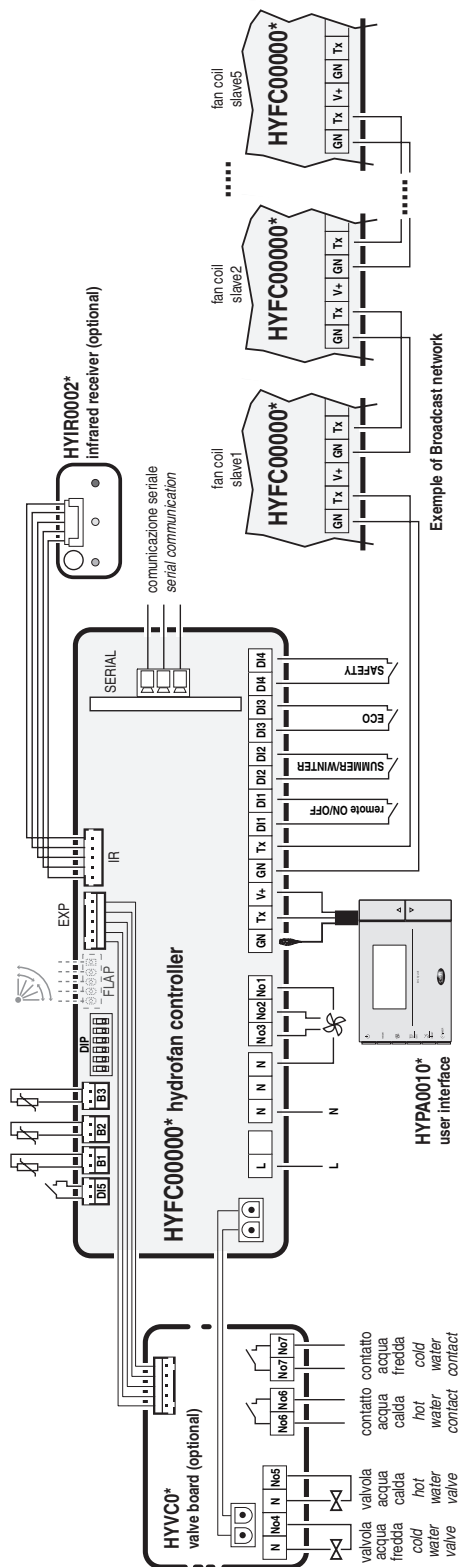 HYVC0*
valve board (optional)
N No4 N No5
No6 No6 No7 No7
valvola
acqua
fredda
cold
water
valve
valvola
acqua
calda
hot
water
valve
contatto
acqua
calda
hot
water
contact
contatto
acqua
fredda
cold
water
contact
DI5 B1 B2 B3
DIP
FLAP
EXP
IR
HYFC00000* hydrofan controller
SERIAL
comunicazione seriale
serial communication
HYIR0002*
infrared receiver (optional)
L N N N No3 No2 No1 GN Tx V+ GN Tx DI1 DI1 DI2 DI2 DI3 DI3 DI4 DI4
L
N
remote ON/OFF
SUMMER/WINTER
ECO
SAFETY
HYPA0010*
user interface
fan coil
slave1
HYFC00000*
GN Tx V+ GN Tx
fan coil
slave2
HYFC00000*
GN Tx V+ GN Tx
fan coil
slave5
HYFC00000*
GN Tx V+ GN Tx
Exemple of Broadcast network